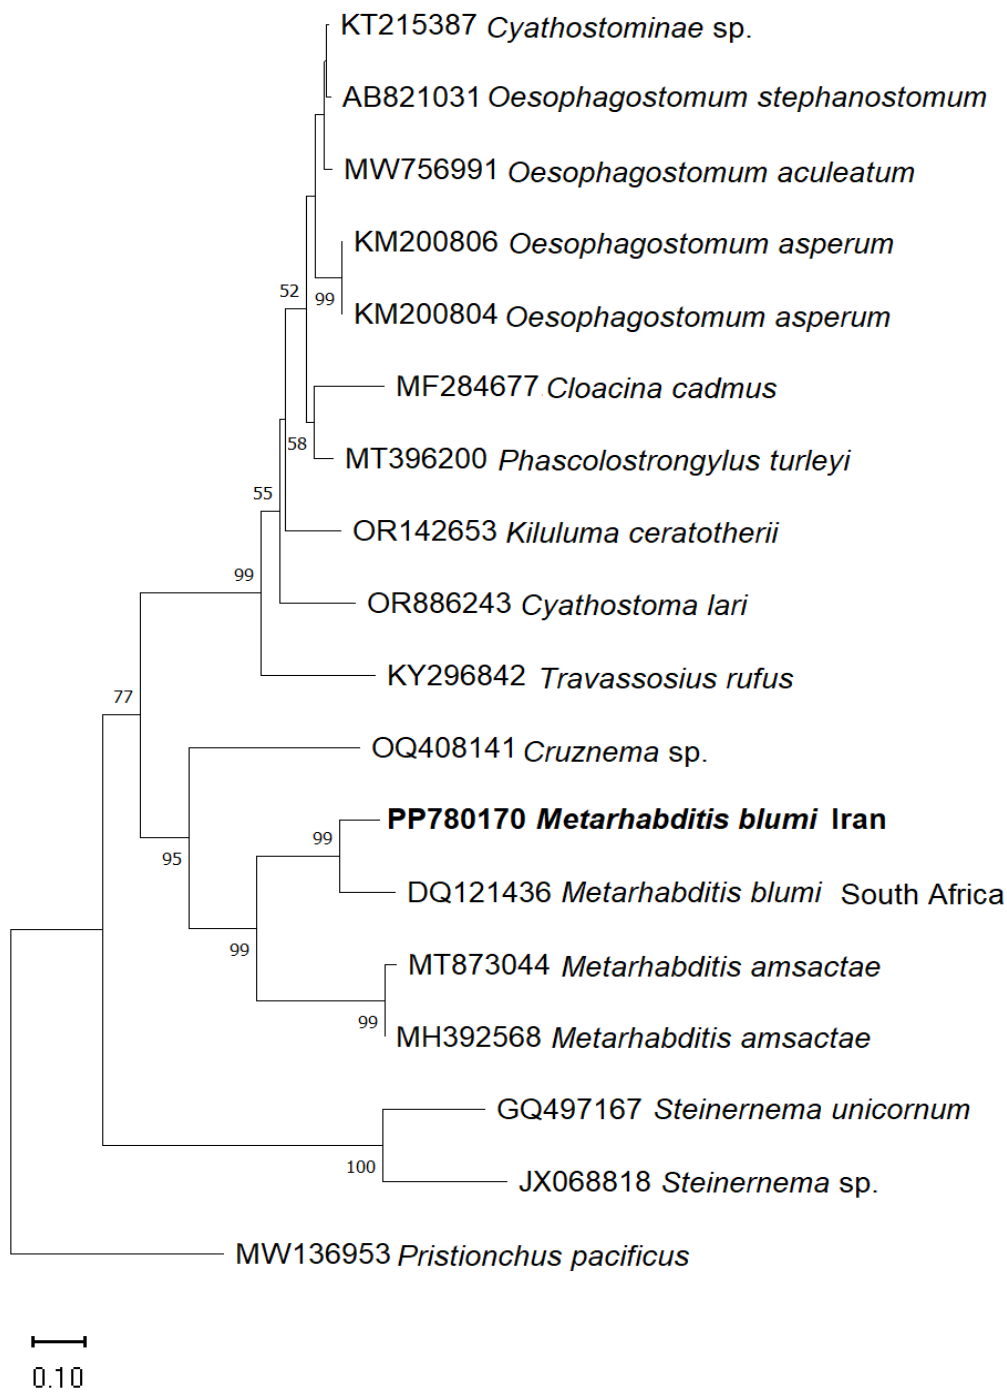 KT215387 Cyathostominae sp.
AB821031 Oesophagostomum stephanostomum
MW756991 Oesophagostomum aculeatum
KM200806 Oesophagostomum asperum
52
99
KM200804 Oesophagostomum asperum
MF284677 Cloacina cadmus
58
MT396200 Phascolostrongylus turleyi
55
OR142653 Kiluluma ceratotherii
99
OR886243 Cyathostoma lari
KY296842 Travassosius rufus
77
OQ408141 Cruznema sp.
PP780170 Metarhabditis blumi Iran
99
95
DQ121436 Metarhabditis blumi South Africa
99
MT873044 Metarhabditis amsactae
99
MH392568 Metarhabditis amsactae
GQ497167 Steinernema unicornum
100
JX068818 Steinernema sp.
MW136953 Pristionchus pacificus
0.10